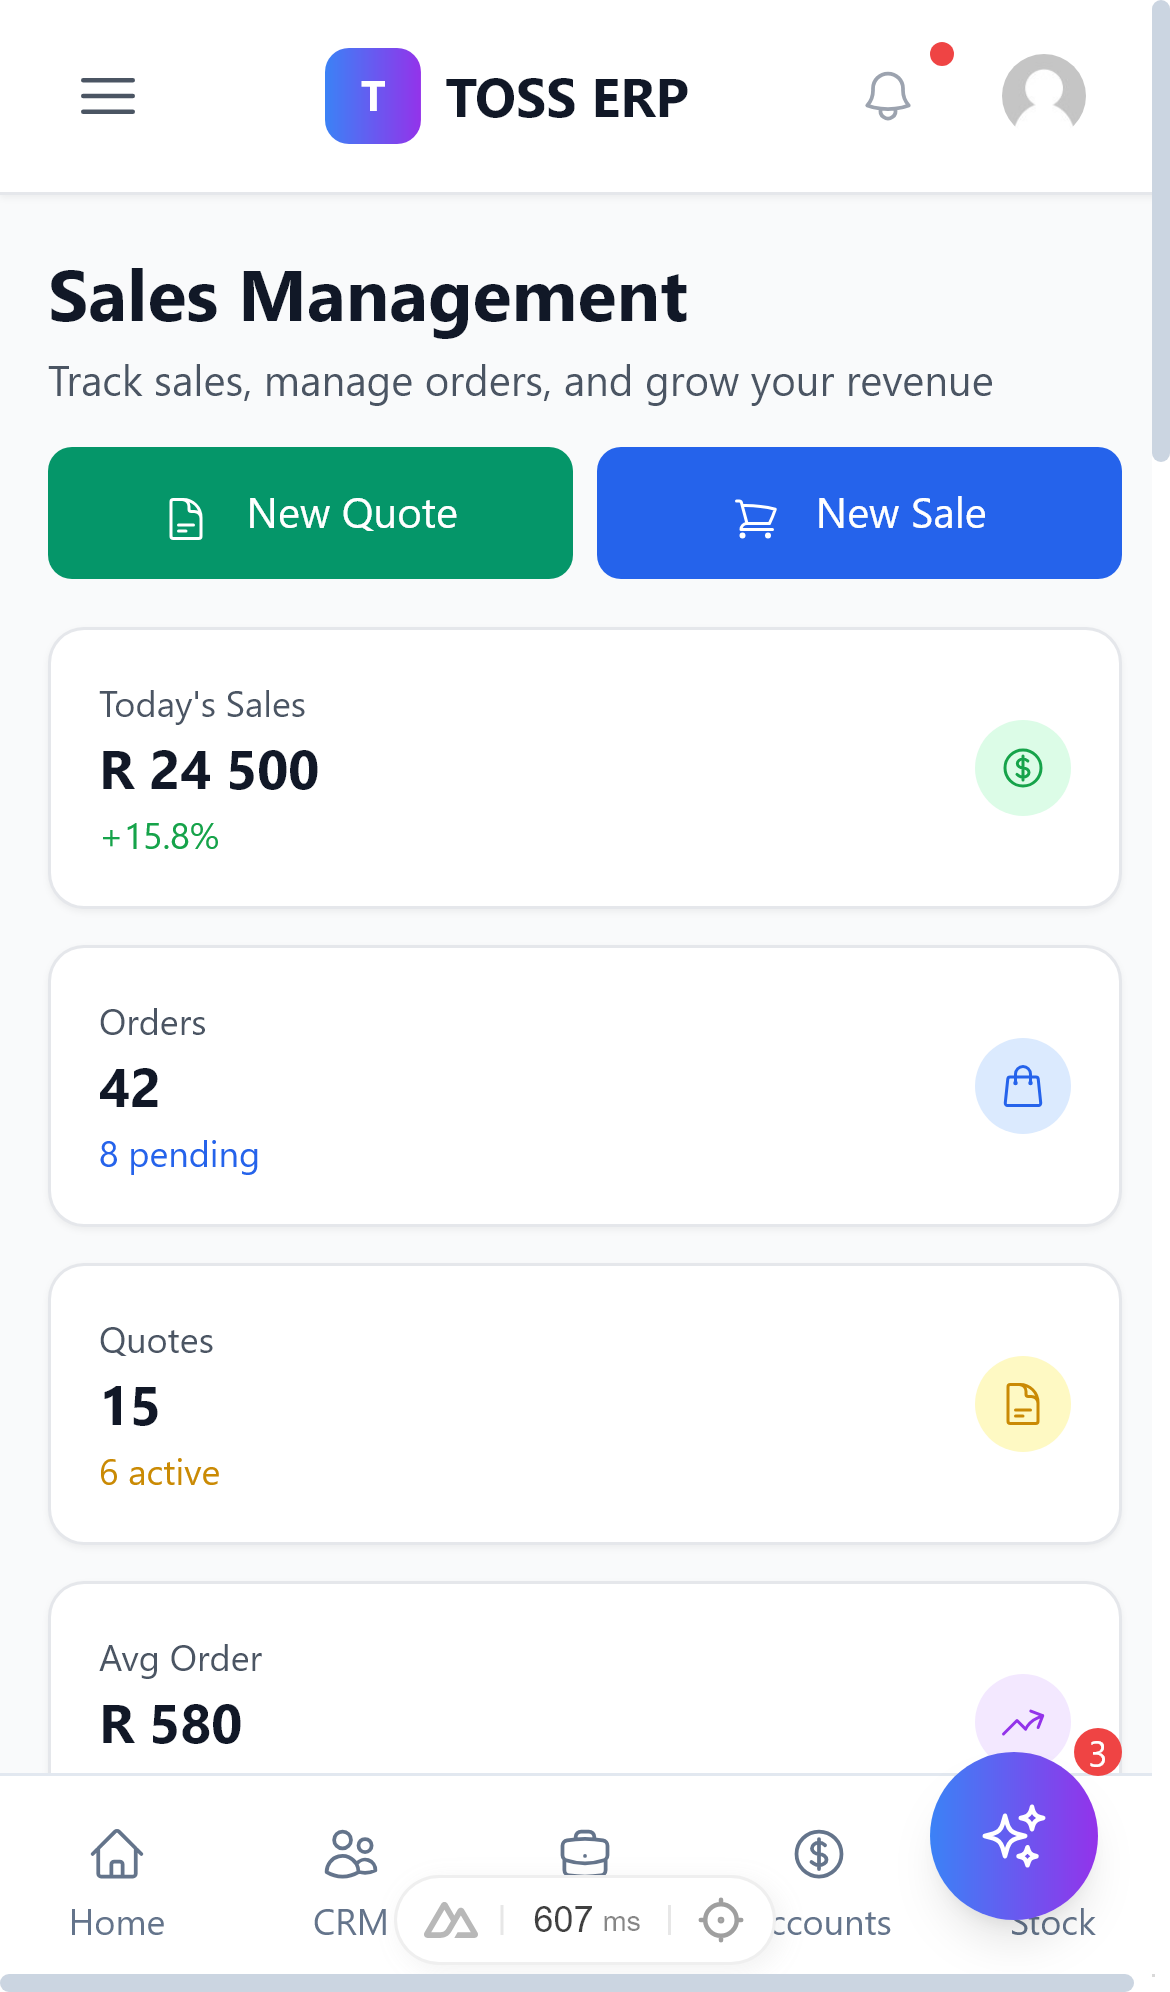 T TOSS ERP
Sales Management
Track sales, manage orders, and grow your revenue
New Quote
New Sale
Today's Sales
R 24 500
+15.8%
Orders
42
8 pending
Quotes
15
6 active
Avg Order
R 580
3
Home
CRM
ccounts
Stock
607 ms